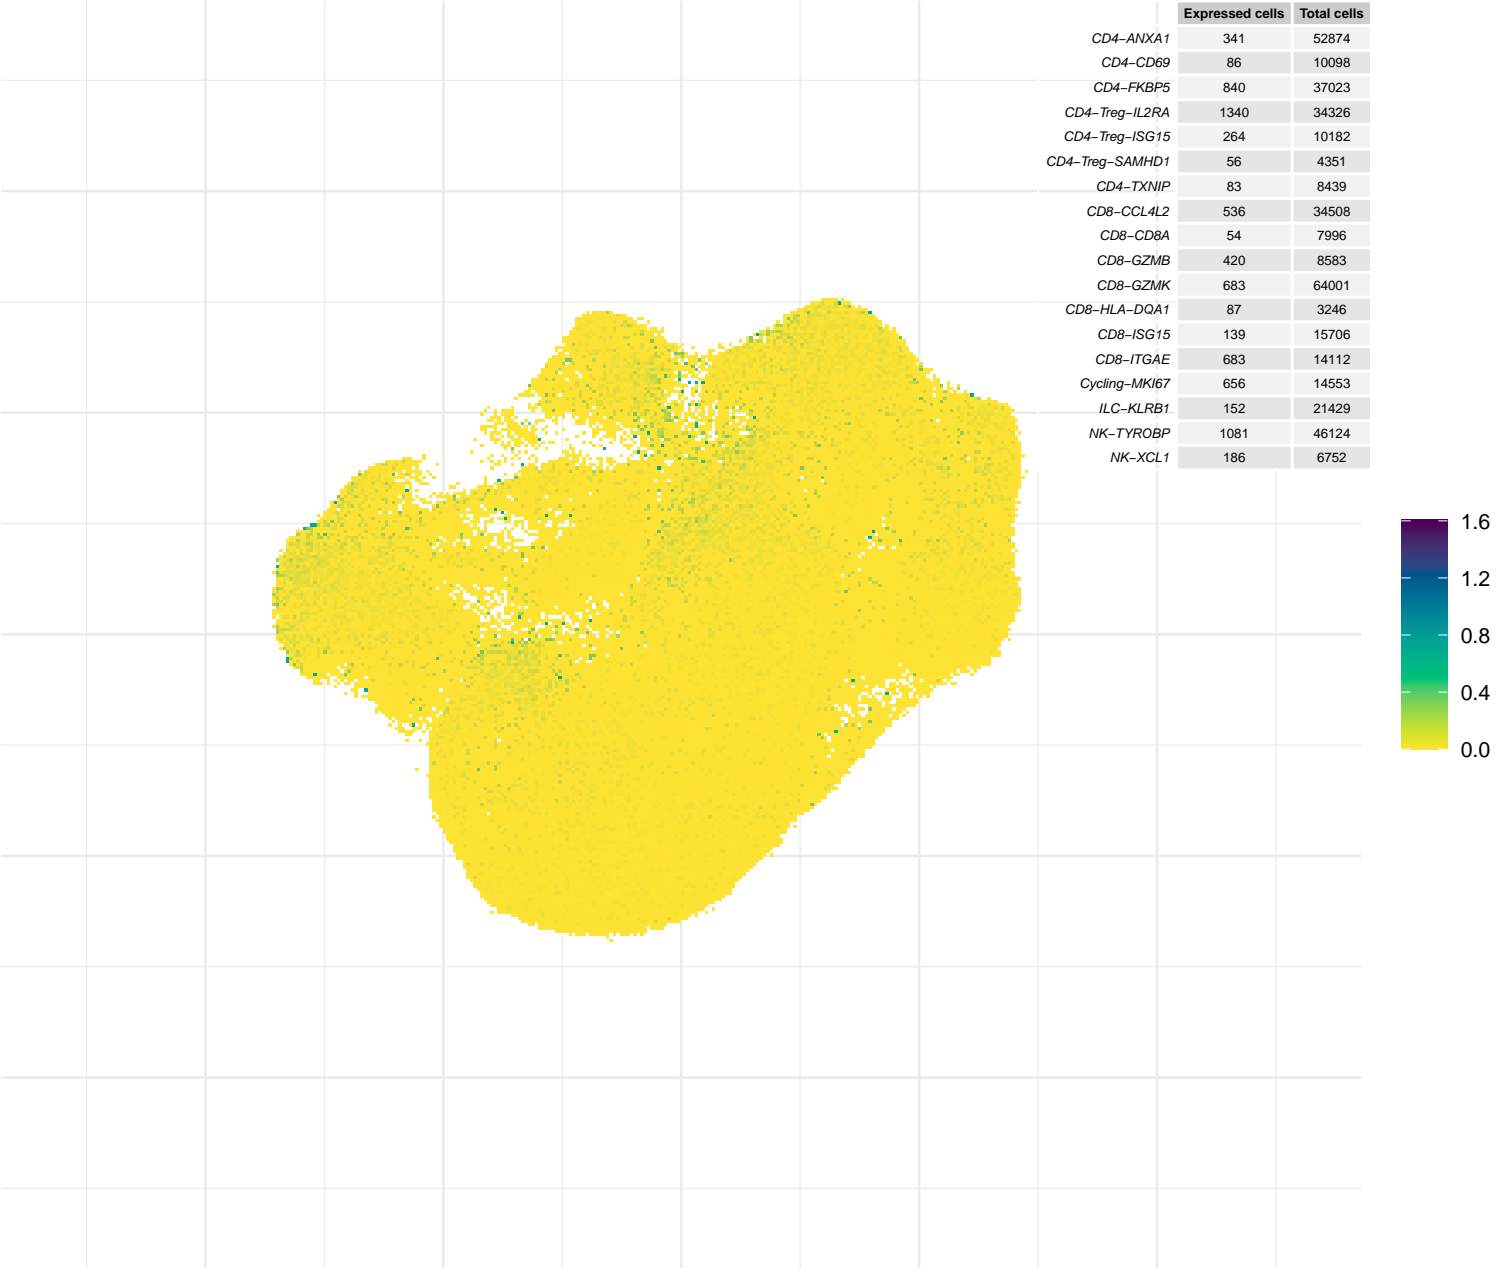 Expressed cells Total cells
CD4−ANXA1 341 52874
CD4−CD69 86 10098
CD4−FKBP5 840 37023
CD4−Treg−IL2RA 1340 34326
CD4−Treg−ISG15 264 10182
CD4−Treg−SAMHD1 56 4351
CD4−TXNIP 83 8439
CD8−CCL4L2 536 34508
CD8−CD8A 54 7996
CD8−GZMB 420 8583
CD8−GZMK 683 64001
CD8−HLA−DQA1 87 3246
CD8−ISG15 139 15706
CD8−ITGAE 683 14112
Cycling−MKI67 656 14553
ILC−KLRB1 152 21429
NK−TYROBP 1081 46124
NK−XCL1 186 6752
1.6
1.2
0.8
0.4
0.0